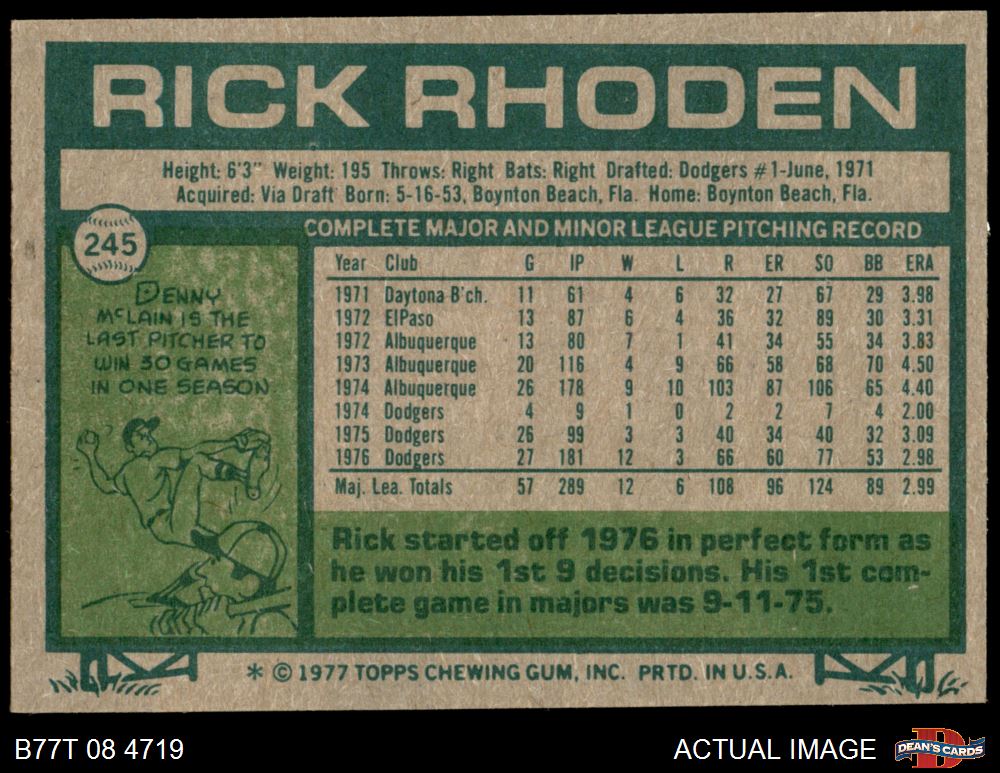 RICK RHODEN
Height: 6'3" Weight: 195 Throws: Right Bats: Right Drafted: Dodgers #1-June, 1971
Acquired: Via Draft Born: 5-16-53, Boynton Beach, Fla. Home: Boynton Beach, Fla.
245
DENNY
McLAIN IS THE
LAST PITCHER TO
WIN 30 GAMES
IN ONE SEASON
COMPLETE MAJOR AND MINOR LEAGUE PITCHING RECORD
Year Club G IP W L R ER SO BB ERA
1971 Daytona B'ch. 11 61 4 6 32 27 67 29 3.98
1972 ElPaso 13 87 6 4 36 32 89 30 3.31
1972 Albuquerque 13 80 7 1 41 34 55 34 3.83
1973 Albuquerque 20 116 4 9 66 58 68 70 4.50
1974 Albuquerque 26 178 9 10 103 87 106 65 4.40
1974 Dodgers 4 9 1 0 2 2 7 4 2.00
1975 Dodgers 26 99 3 3 40 34 40 32 3.09
1976 Dodgers 27 181 12 3 66 60 77 53 2.98
Maj. Lea. Totals 57 289 12 6 108 96 124 89 2.99
Rick started off 1976 in perfect form as
he won his 1st 9 decisions. His 1st com-
plete game in majors was 9-11-75.
* © 1977 TOPPS CHEWING GUM, INC. PRTD. IN U.S.A.
B77T 08 4719
ACTUAL IMAGE
D
DEAN'S CARDS